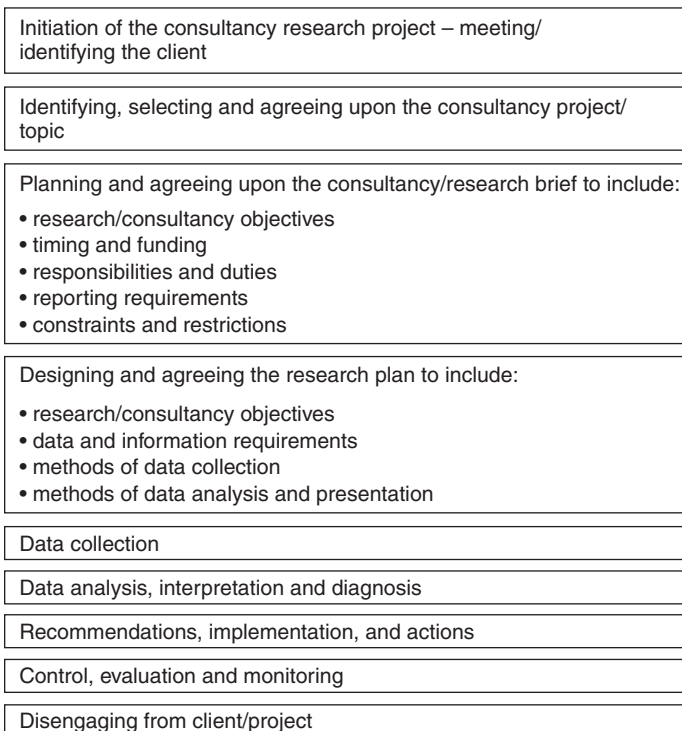 Initiation of the consultancy research project – meeting/
identifying the client
Identifying, selecting and agreeing upon the consultancy project/
topic
Planning and agreeing upon the consultancy/research brief to include:
• research/consultancy objectives
• timing and funding
• responsibilities and duties
• reporting requirements
• constraints and restrictions
Designing and agreeing the research plan to include:
• research/consultancy objectives
• data and information requirements
• methods of data collection
• methods of data analysis and presentation
Data collection
Data analysis, interpretation and diagnosis
Recommendations, implementation, and actions
Control, evaluation and monitoring
Disengaging from client/project